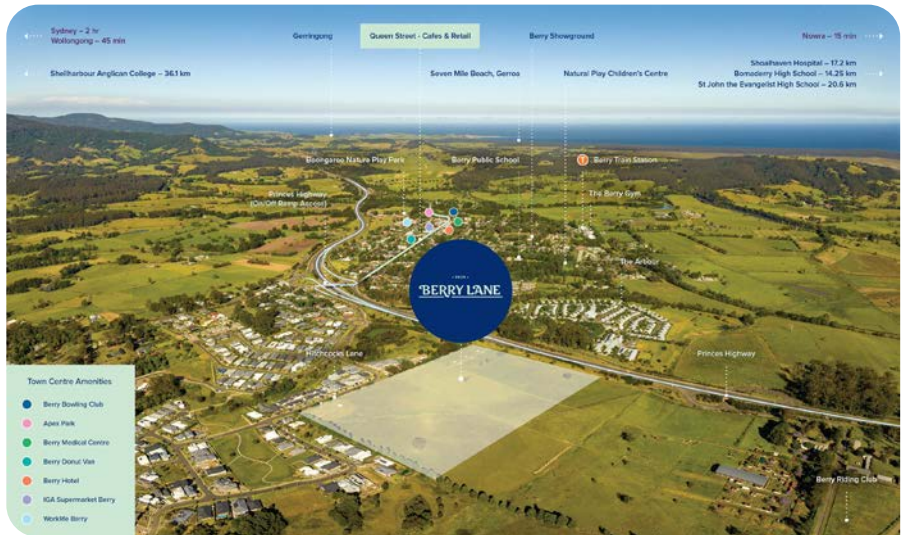 Sydney – 2 hr
Wollongong – 45 min
Gerringong
Queen Street - Cafes & Retail
Berry Showground
Nowra – 15 min
Shellharbour Anglican College – 36.1 km
Seven Mile Beach, Gerroa
Natural Play Children's Centre
Shoalhaven Hospital – 17.2 km
Bomaderry High School – 14.25 km
St John the Evangelist High School – 20.6 km
Boongaroo Nature Play Park
Berry Public School
T
Berry Train Station
Princes Highway
(On/Off Ramp Access)
The Berry Gym
The Arbour
BERRY LANE
Hitchcocks Lane
Princes Highway
Berry Riding Club
Town Centre Amenities
Berry Bowling Club
Apex Park
Berry Medical Centre
Berry Donut Van
Berry Hotel
IGA Supermarket Berry
WorkMe Berry